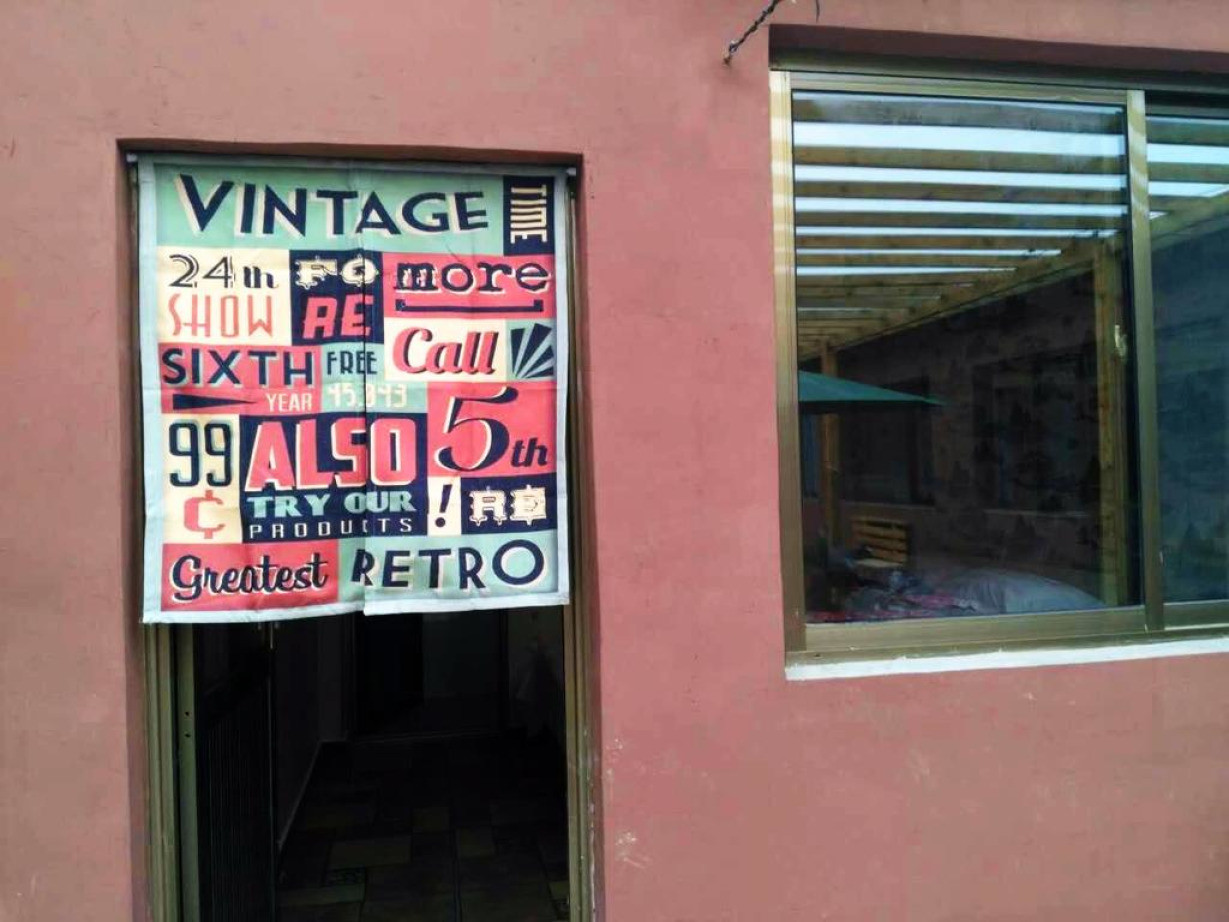 VINTAGE TIME
24th FO more
SHOW RE
SIXTH FREE Call
YEAR 45.343
99 ALSO 5th
¢ TRY OUR ! RE
PRODUCTS
Greatest RETRO